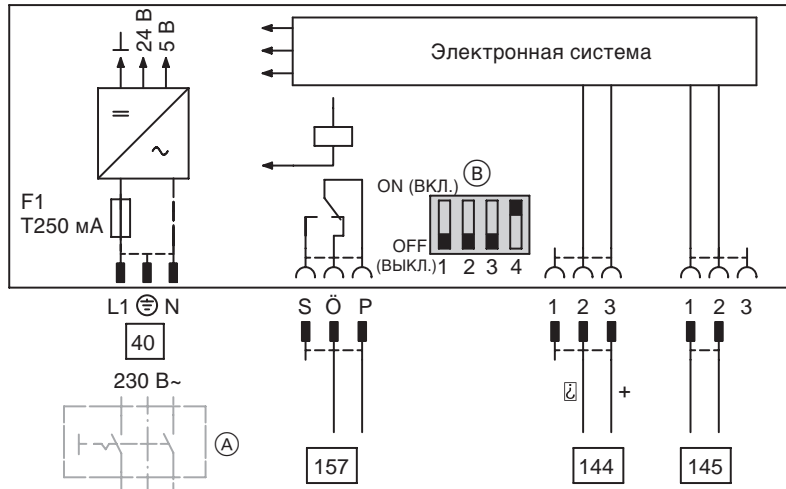 24 В
5 В
Электронная система
F1
T250 мА
ON (ВКЛ.)
B
OFF
(ВЫКЛ.)
1 2 3 4
L1 N
S Ö P
1 2 3
1 2 3
40
230 В~
A
¿ +
157
144
145